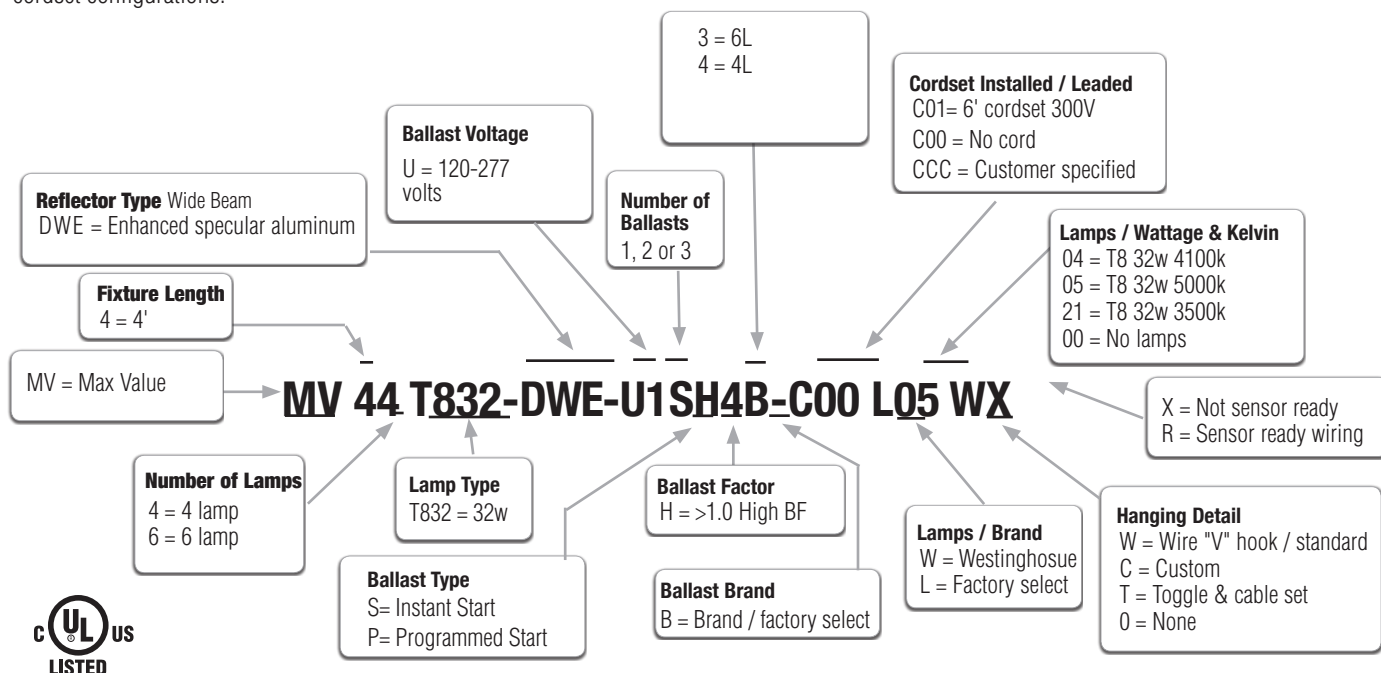 cordset configurations.
3 = 6L
4 = 4L
Cordset Installed / Leaded
C01= 6' cordset 300V
C00 = No cord
CCC = Customer specified
Ballast Voltage
U = 120-277
volts
Reflector Type Wide Beam
DWE = Enhanced specular aluminum
Number of
Ballasts
1, 2 or 3
Lamps / Wattage & Kelvin
04 = T8 32w 4100k
05 = T8 32w 5000k
21 = T8 32w 3500k
00 = No lamps
Fixture Length
4 = 4'
MV = Max Value
MV 44 T832-DWE-U1SH4B-C00 L05 WX
X = Not sensor ready
R = Sensor ready wiring
Number of Lamps
4 = 4 lamp
6 = 6 lamp
Lamp Type
T832 = 32w
Ballast Factor
H = >1.0 High BF
Lamps / Brand
W = Westinghosue
L = Factory select
Hanging Detail
W = Wire "V" hook / standard
C = Custom
T = Toggle & cable set
0 = None
Ballast Type
S= Instant Start
P= Programmed Start
Ballast Brand
B = Brand / factory select
C UL US
LISTED